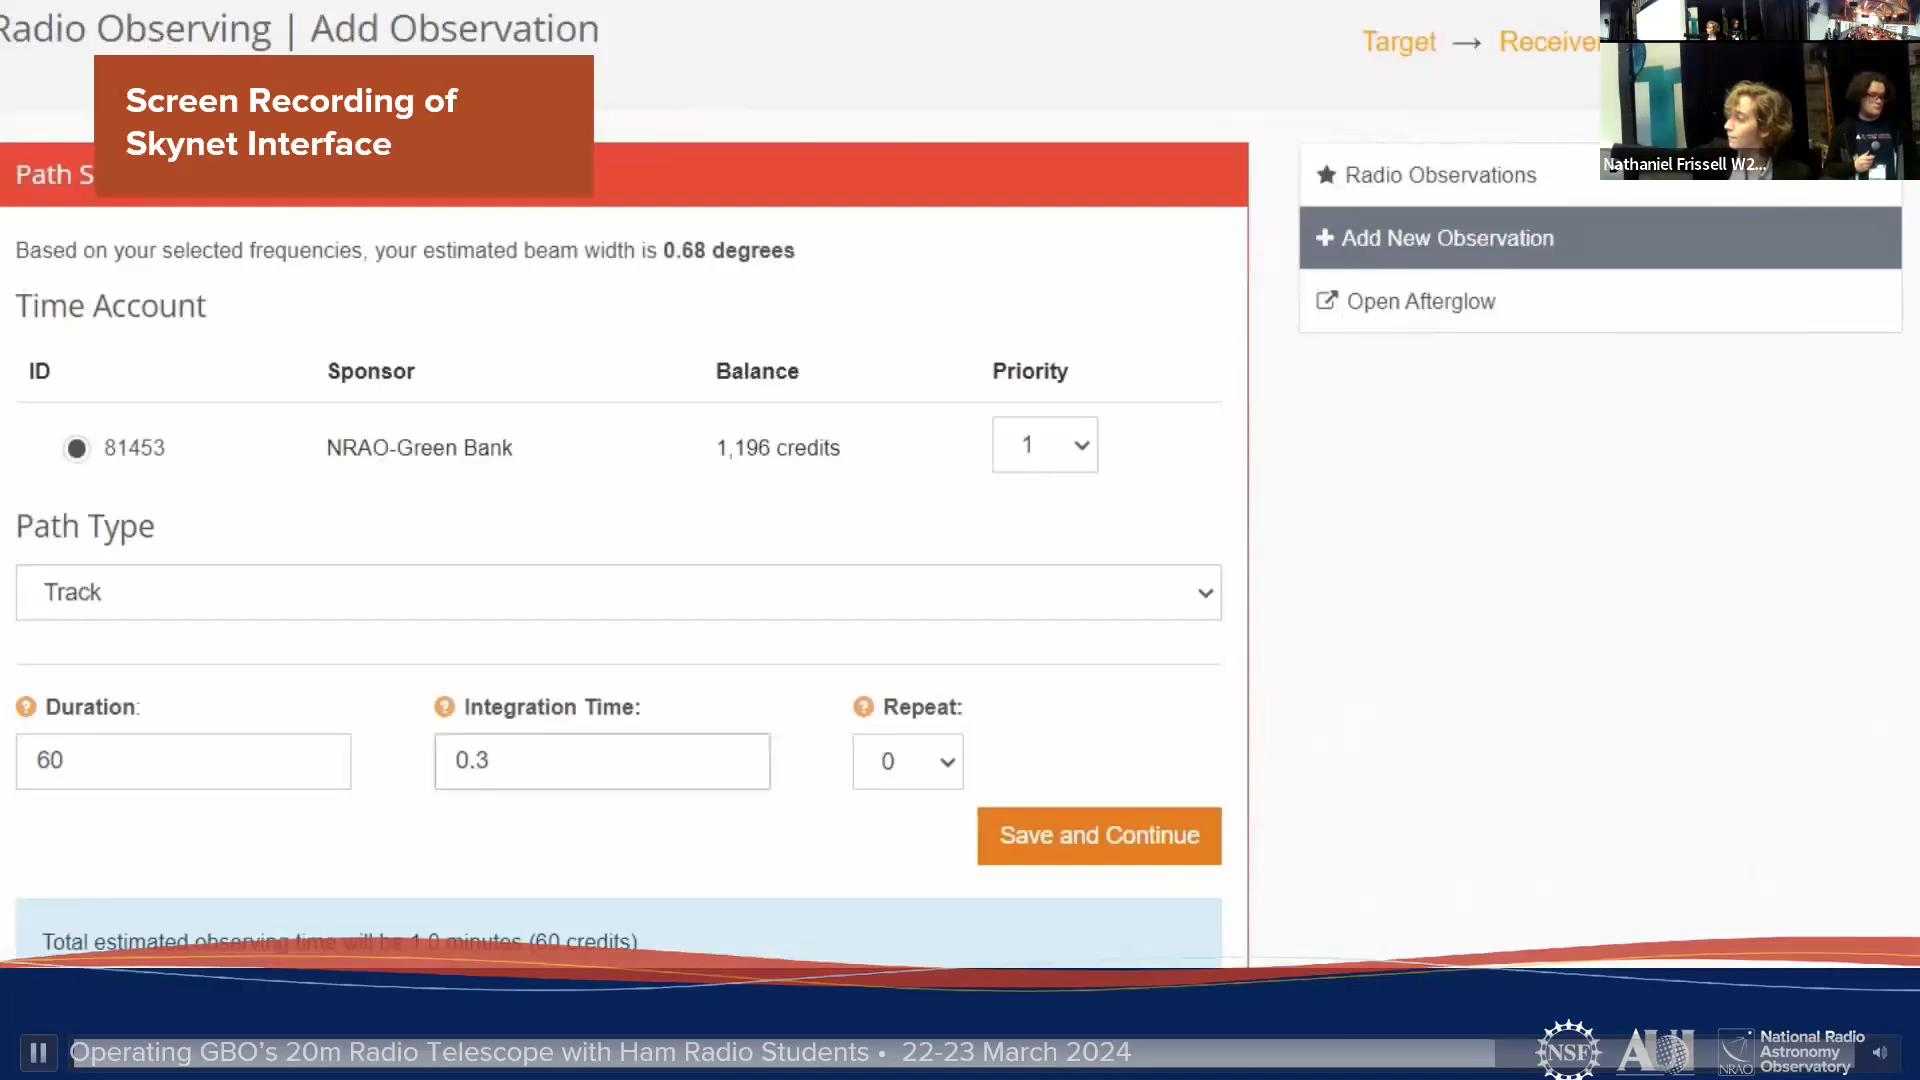 Radio Observing | Add Observation
Target → Receiver
Screen Recording of
Skynet Interface
Path S
Nathaniel Frissell W2...
Radio Observations
Add New Observation
Open Afterglow
Based on your selected frequencies, your estimated beam width is 0.68 degrees
Time Account
ID Sponsor Balance Priority
81453 NRAO-Green Bank 1,196 credits 1
Path Type
Track
Duration: Integration Time: Repeat:
60 0.3 0
Save and Continue
Total estimated observing time will be 1.0 minutes (60 credits)
Operating GBO's 20m Radio Telescope with Ham Radio Students • 22-23 March 2024
NSF
AUI
NRAO
National Radio
Astronomy
Observatory